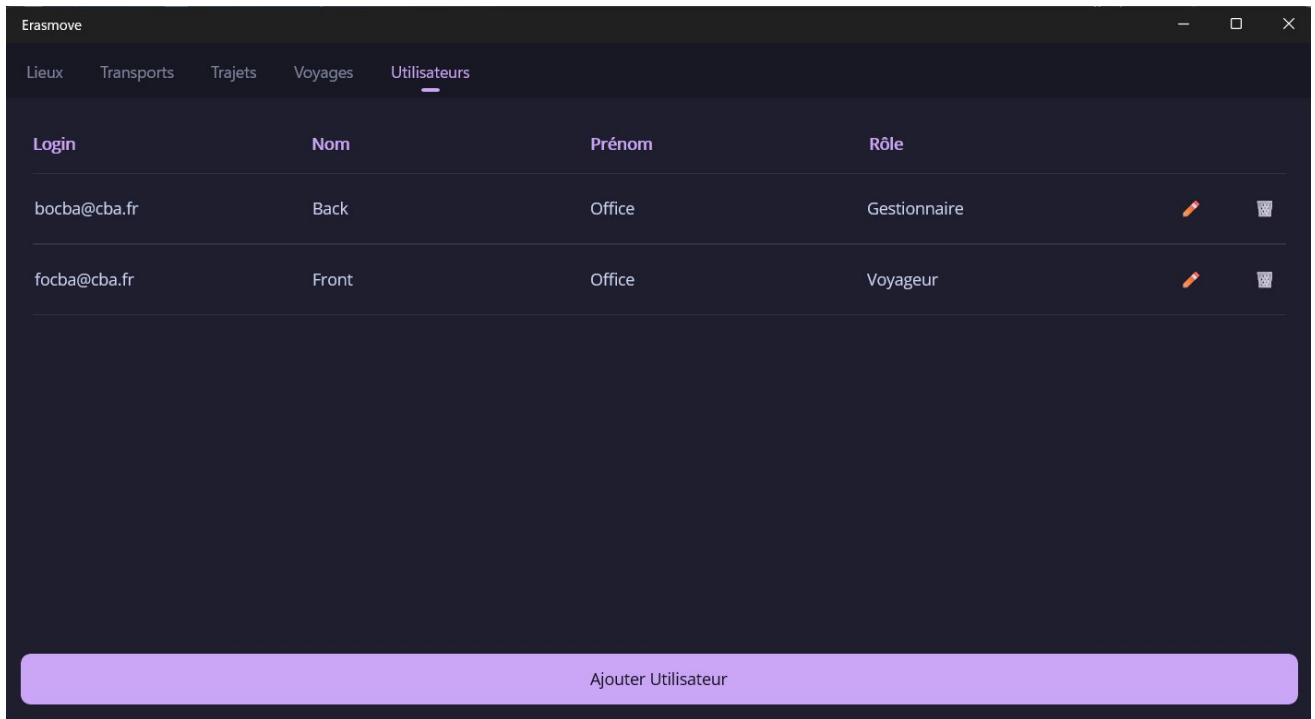 Erasmove
Lieux Transports Trajets Voyages Utilisateurs
Login Nom Prénom Rôle
bocba@cba.fr Back Office Gestionnaire
focba@cba.fr Front Office Voyageur
Ajouter Utilisateur